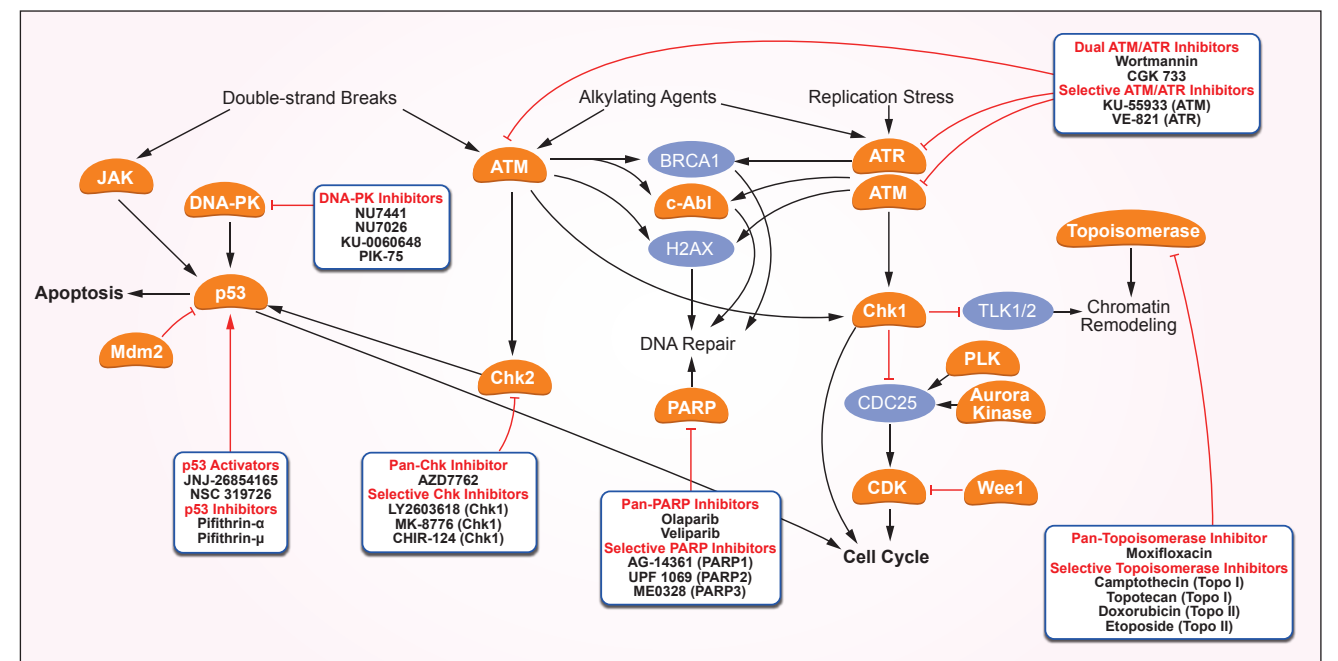 Dual ATM/ATR Inhibitors
Wortmannin
CGK 733
Selective ATM/ATR Inhibitors
KU-55933 (ATM)
VE-821 (ATR)
Double-strand Breaks
Alkylating Agents
Replication Stress
JAK
ATM
BRCA1
ATR
DNA-PK
DNA-PK Inhibitors
NU7441
NU7026
KU-0060648
PIK-75
c-Abl
ATM
H2AX
Topoisomerase
Apoptosis
p53
Chk1
TLK1/2
Chromatin
Remodeling
Mdm2
DNA Repair
Chk2
PARP
PLK
CDC25
Aurora
Kinase
p53 Activators
JNJ-26854165
NSC 319726
p53 Inhibitors
Pifithrin-α
Pifithrin-μ
Pan-Chk Inhibitor
AZD7762
Selective Chk Inhibitors
LY2603618 (Chk1)
MK-8776 (Chk1)
CHIR-124 (Chk1)
Pan-PARP Inhibitors
Olaparib
Veliparib
Selective PARP Inhibitors
AG-14361 (PARP1)
UPF 1069 (PARP2)
ME0328 (PARP3)
CDK
Wee1
Cell Cycle
Pan-Topoisomerase Inhibitor
Moxifloxacin
Selective Topoisomerase Inhibitors
Camptothecin (Topo I)
Topotecan (Topo I)
Doxorubicin (Topo II)
Etoposide (Topo II)